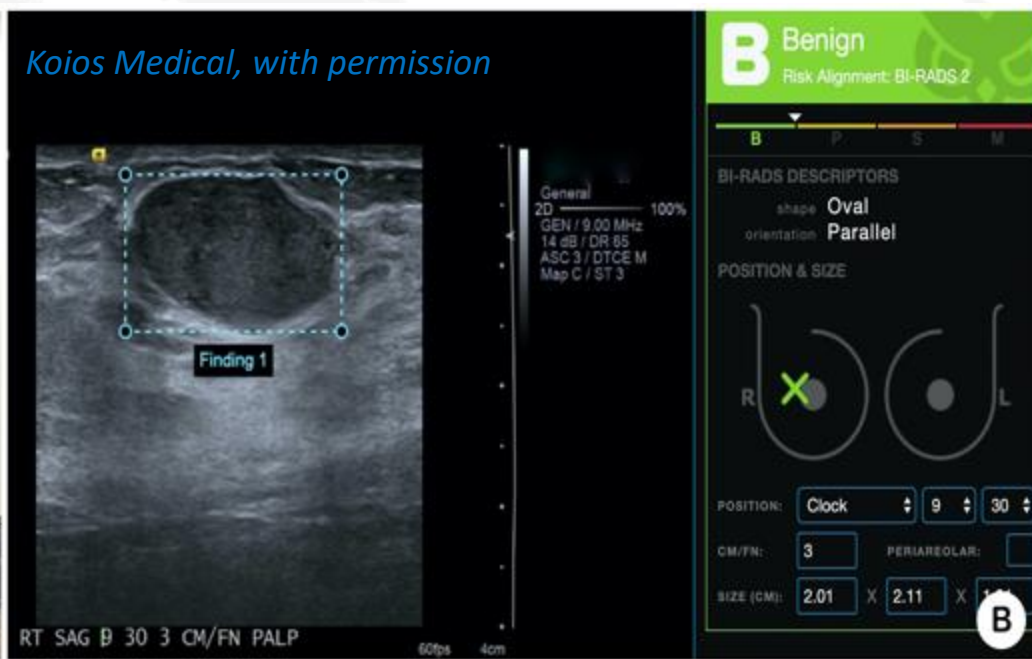 Koios Medical, with permission
B Benign
Risk Alignment: BI-RADS 2
B P S M
General
2D 100%
GEN / 9.00 MHz
14 dB / DR 65
ASC 3 / DTCE M
Map C / ST 3
Finding 1
RT SAG 9 30 3 CM/FN PALP
60fps 4cm
BI-RADS DESCRIPTORS
shape Oval
orientation Parallel
POSITION & SIZE
R L
POSITION: Clock 9 30
CM/FN: 3 PERIAREOLAR:
SIZE (CM): 2.01 X 2.11 X
B